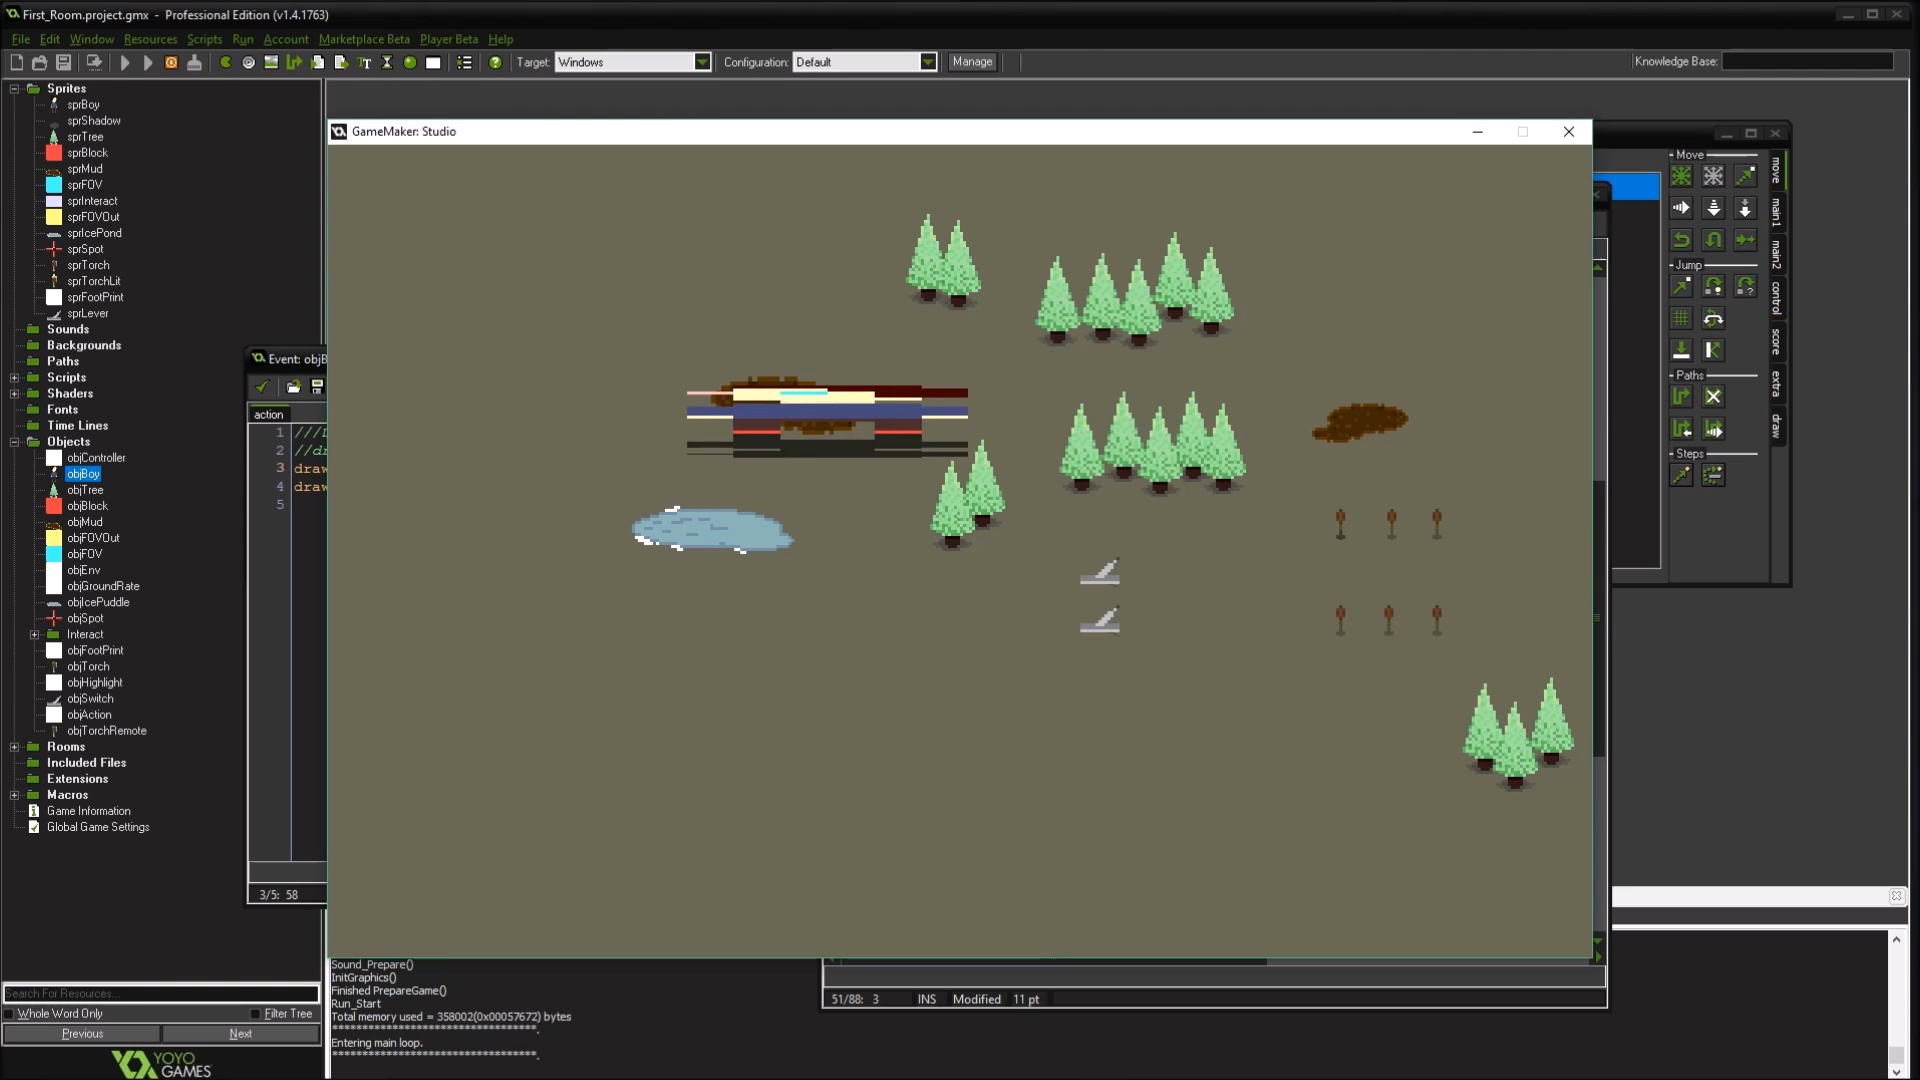 First_Room.project.gmx - Professional Edition (v1.4.1763)
File Edit Window Resources Scripts Run Account Marketplace Beta Player Beta Help
Target: Windows Configuration: Default Manage Knowledge Base:
Sprites
sprBoy
sprShadow
sprTree
sprBlock
sprMud
sprFOV
sprInteract
sprFOVOut
sprIcePond
sprSpot
sprTorch
sprTorchLit
sprFootPrint
sprLever
Sounds
Backgrounds
Paths
Scripts
Shaders
Fonts
Time Lines
Objects
objController
objBoy
objTree
objBlock
objMud
objFOVOut
objFOV
objEnv
objGroundRate
objIcePuddle
objSpot
Interact
objFootPrint
objTorch
objHighlight
objSwitch
objAction
objTorchRemote
Rooms
Included Files
Extensions
Macros
Game Information
Global Game Settings
Search For Resources...
Whole Word Only Filter Tree
Previous Next
YOYO
GAMES
Event: objB
action
1
2
3 draw
4 draw
5
3/5: 58
GameMaker: Studio
Move
Jump
Paths
Steps
move
main1
main2
control
score
extra
draw
Sound_Prepare()
InitGraphics()
Finished PrepareGame()
Run_Start
Total memory used = 358002(0x00057672) bytes
**********************************.
Entering main loop.
**********************************.
51/88: 3 INS Modified 11 pt